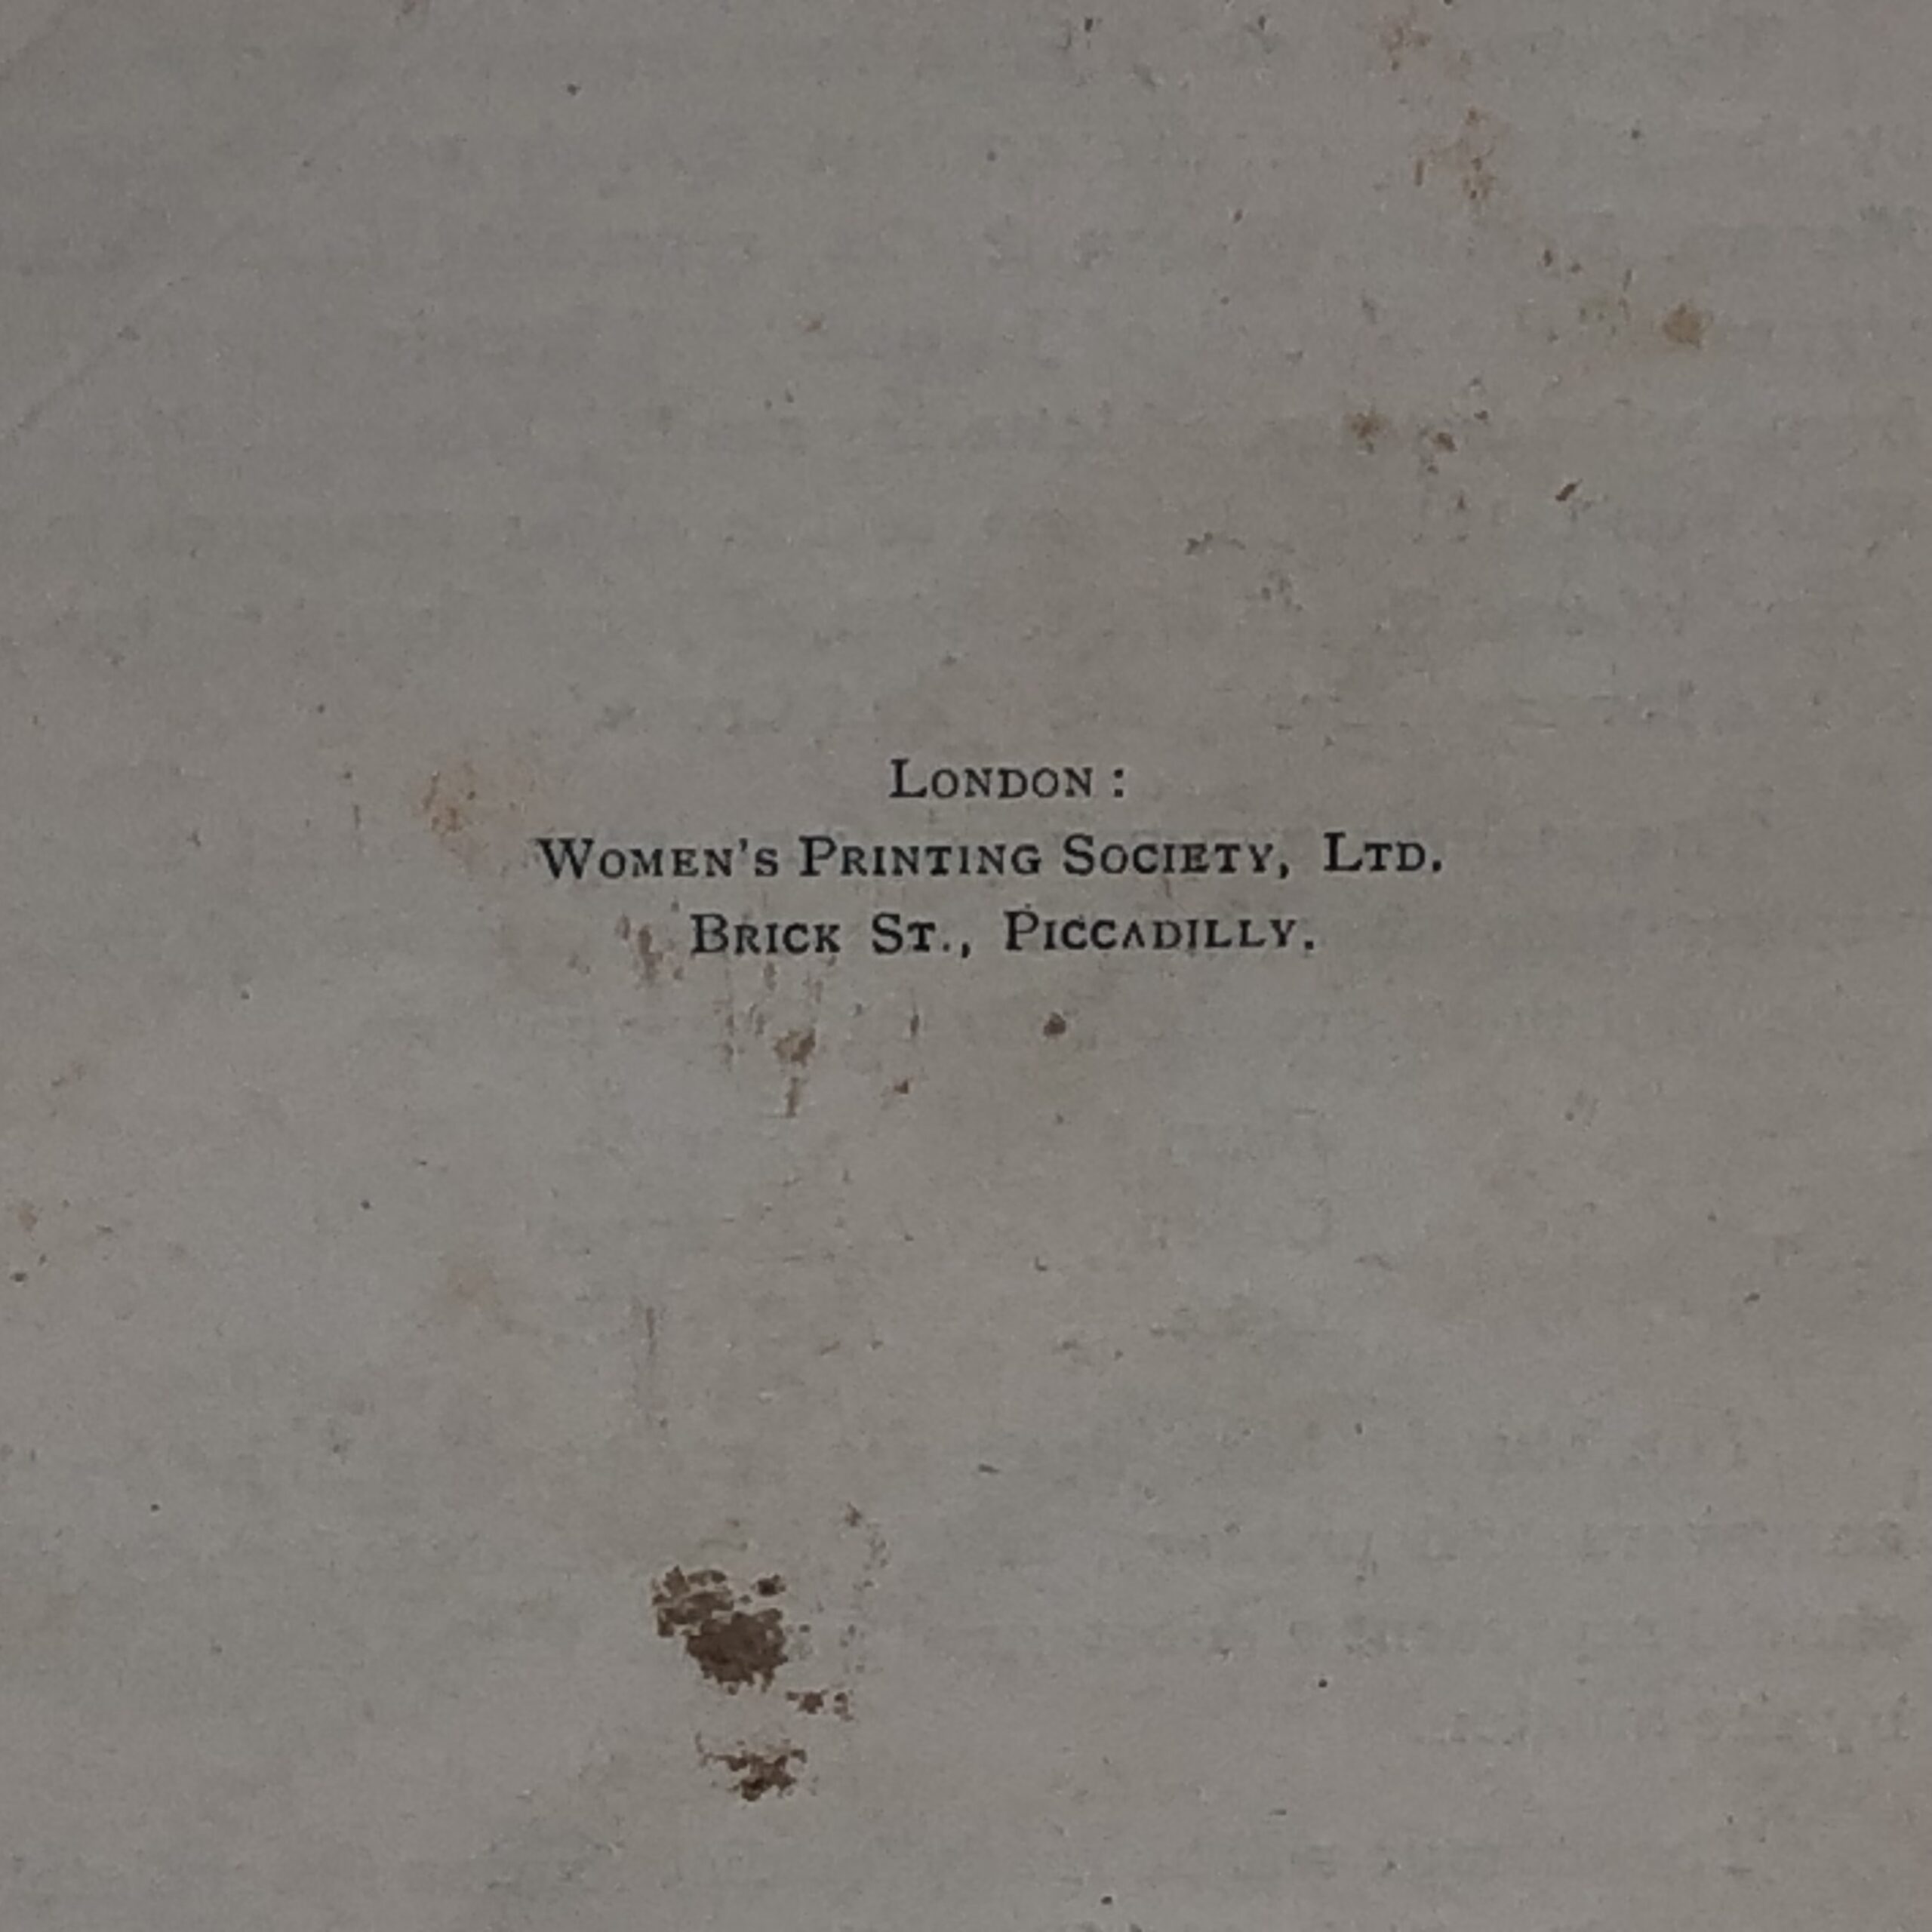 London :
Women's Printing Society, Ltd.
Brick St., Piccadilly.